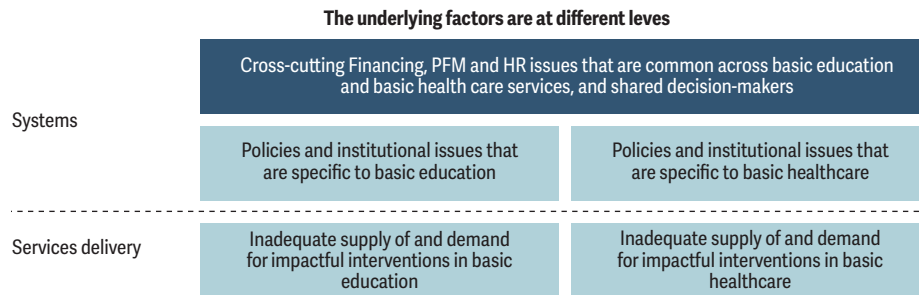 The underlying factors are at different leves
Cross-cutting Financing, PFM and HR issues that are common across basic education
and basic health care services, and shared decision-makers
Systems
Policies and institutional issues that
are specific to basic education
Policies and institutional issues that
are specific to basic healthcare
Services delivery
Inadequate supply of and demand
for impactful interventions in basic
education
Inadequate supply of and demand
for impactful interventions in basic
healthcare